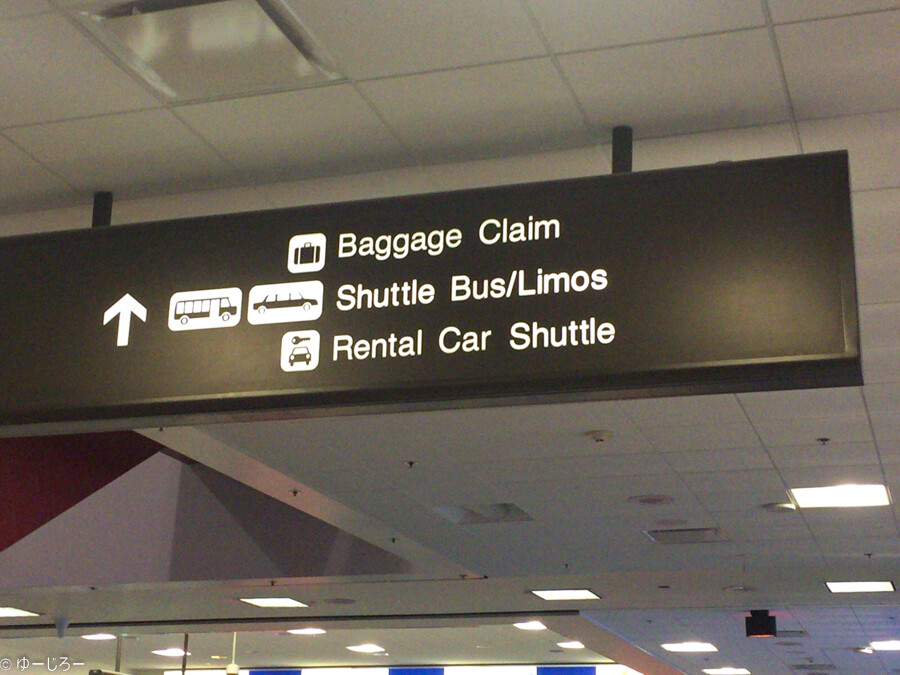 Baggage Claim
Shuttle Bus/Limos
Rental Car Shuttle
© ゆーじろー